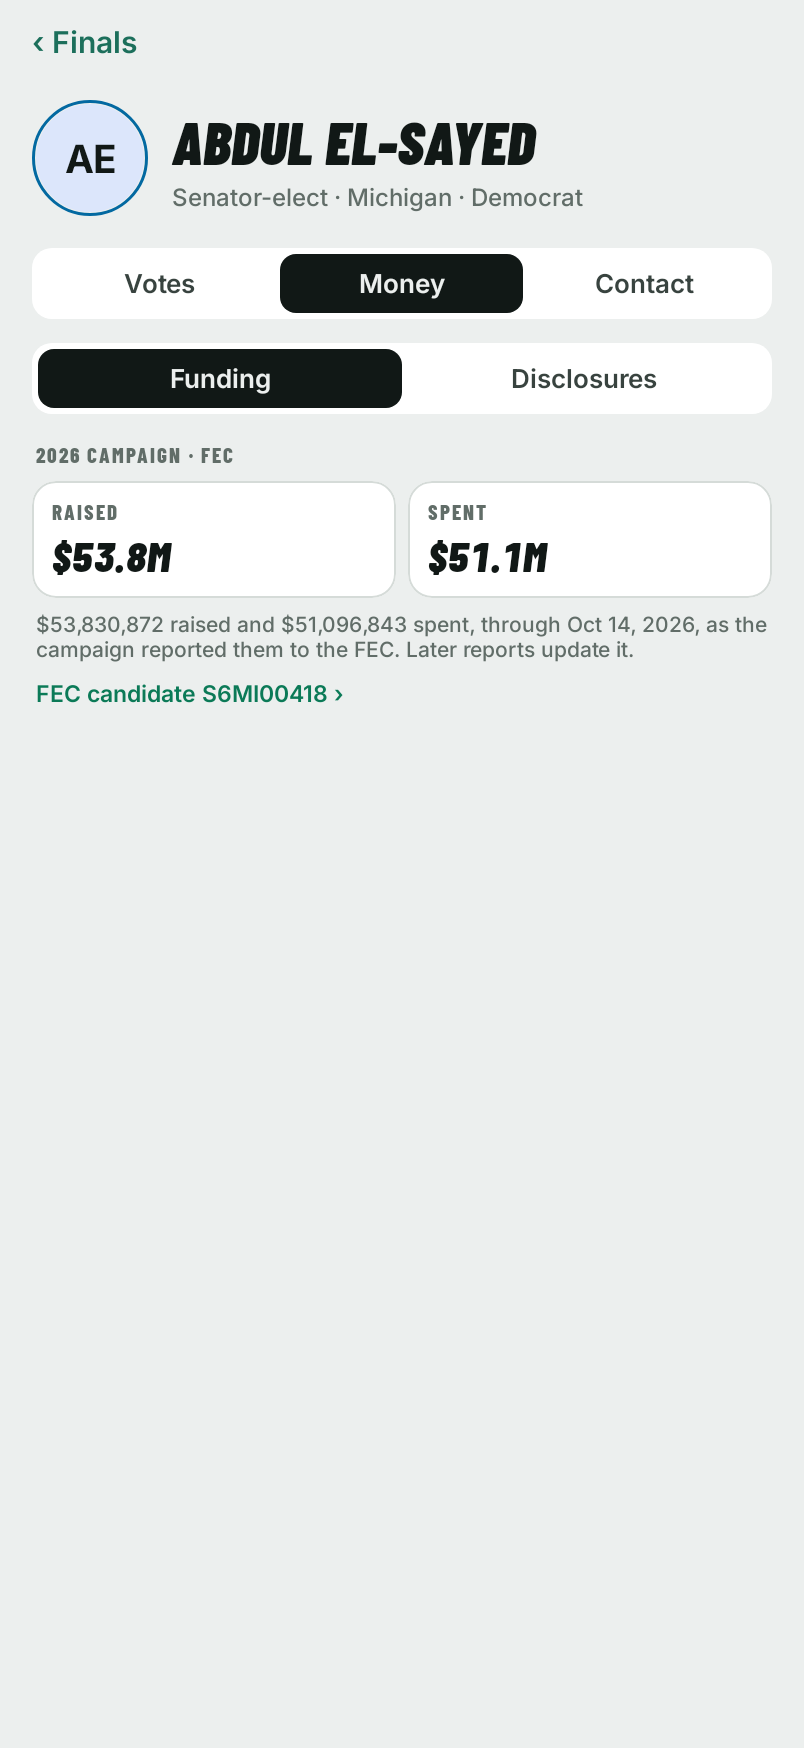 ‹ Finals
AE
ABDUL EL-SAYED
Senator-elect · Michigan · Democrat
Votes
Money
Contact
Funding
Disclosures
2026 CAMPAIGN · FEC
RAISED
$53.8M
SPENT
$51.1M
$53,830,872 raised and $51,096,843 spent, through Oct 14, 2026, as the
campaign reported them to the FEC. Later reports update it.
FEC candidate S6MI00418 ›